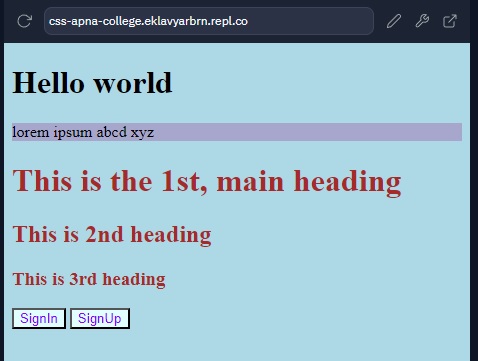 css-apna-college.eklavyarbrn.repl.co
Hello world
lorem ipsum abcd xyz
This is the 1st, main heading
This is 2nd heading
This is 3rd heading
SignIn SignUp